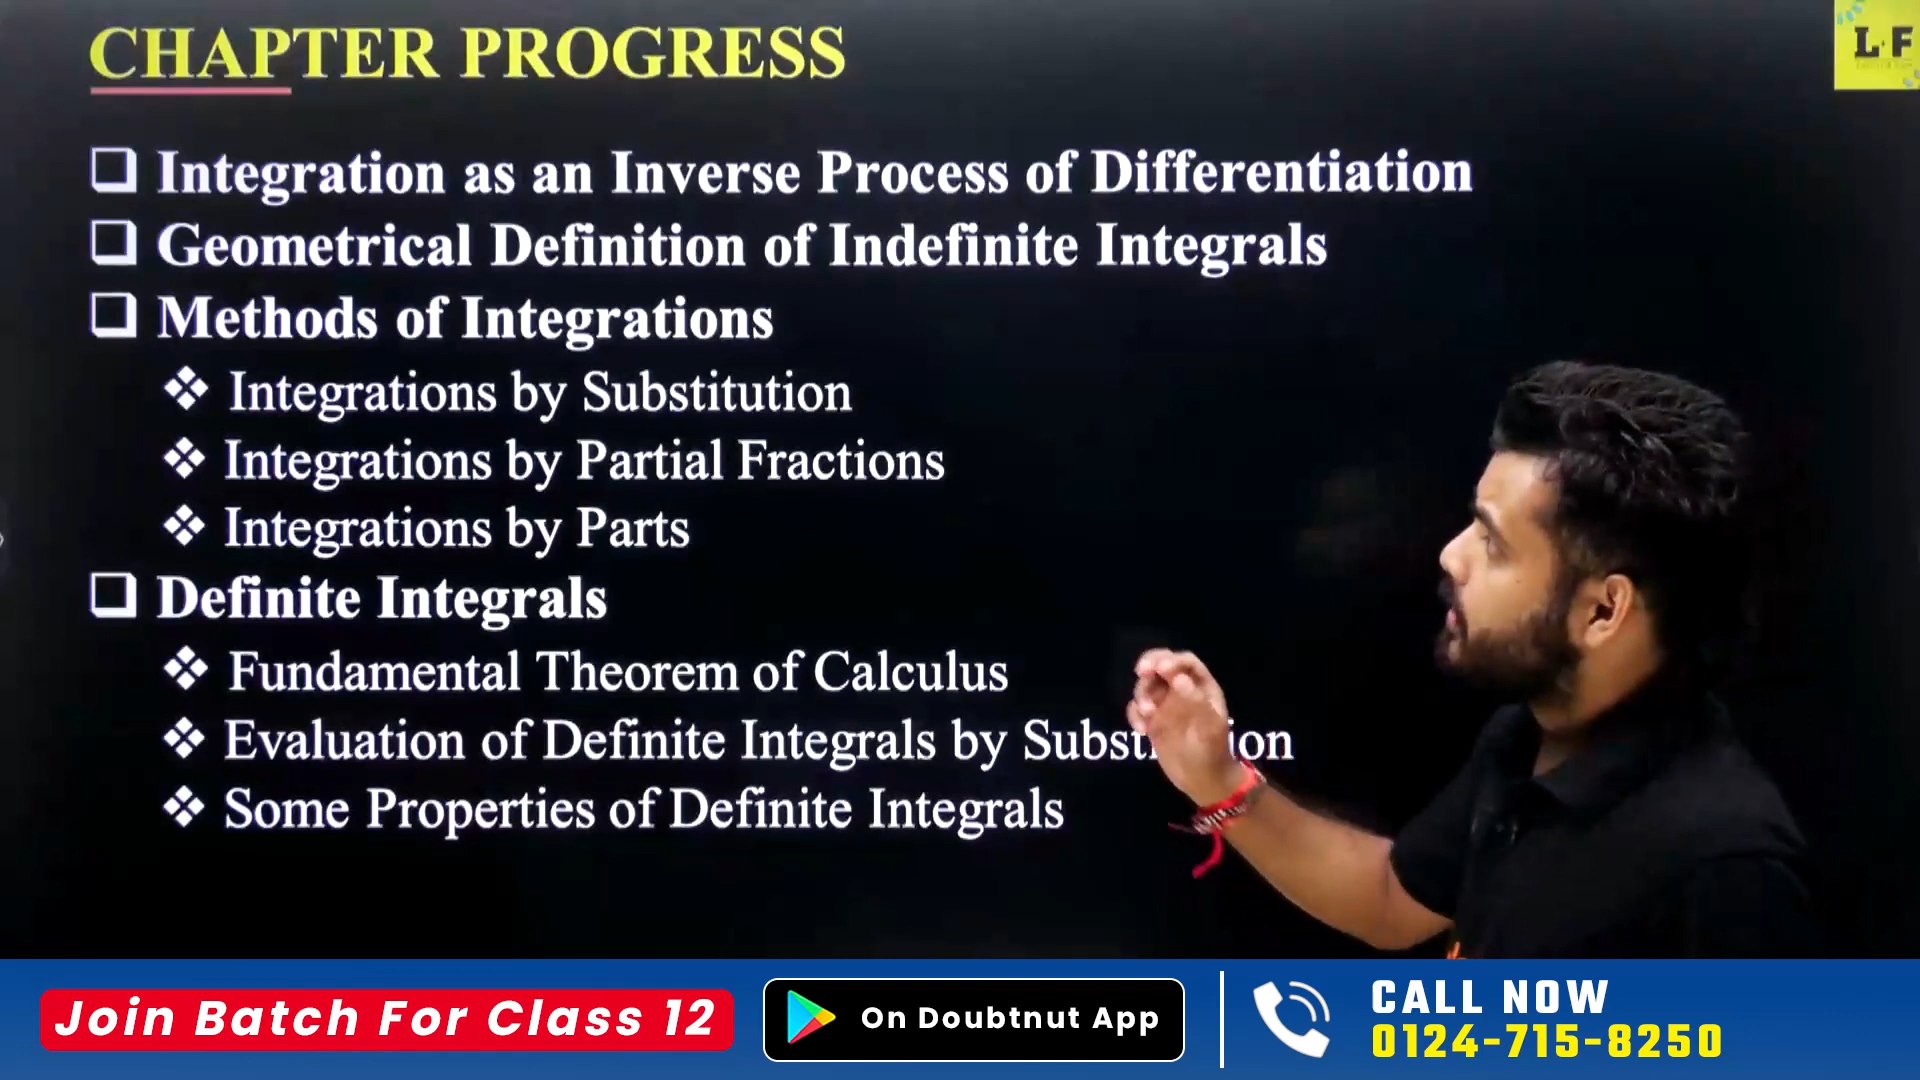 CHAPTER PROGRESS
L·F
Integration as an Inverse Process of Differentiation
Geometrical Definition of Indefinite Integrals
Methods of Integrations
Integrations by Substitution
Integrations by Partial Fractions
Integrations by Parts
Definite Integrals
Fundamental Theorem of Calculus
Evaluation of Definite Integrals by
Some Properties of Definite Integrals
Join Batch For Class 12
On Doubtnut App
CALL NOW
0124-715-8250